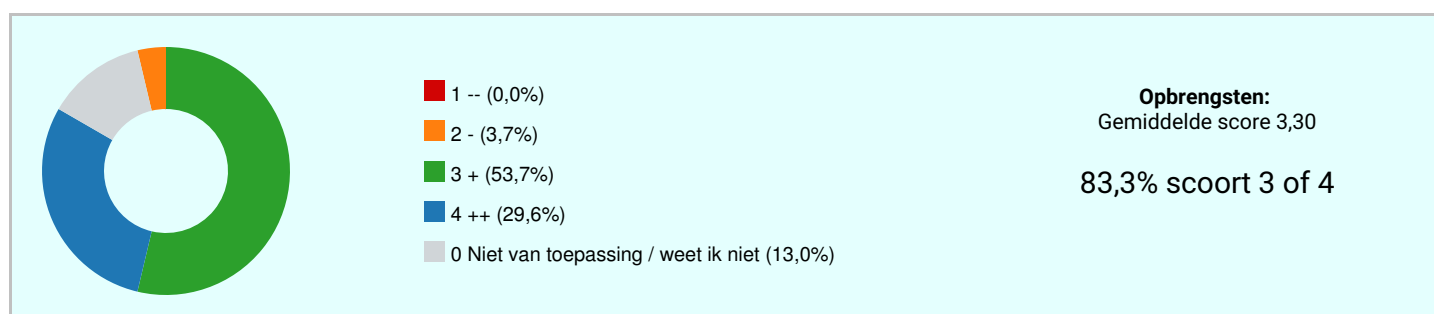 1 -- (0,0%)
2 - (3,7%)
3 + (53,7%)
4 ++ (29,6%)
0 Niet van toepassing / weet ik niet (13,0%)
Opbrengsten:
Gemiddelde score 3,30
83,3% scoort 3 of 4